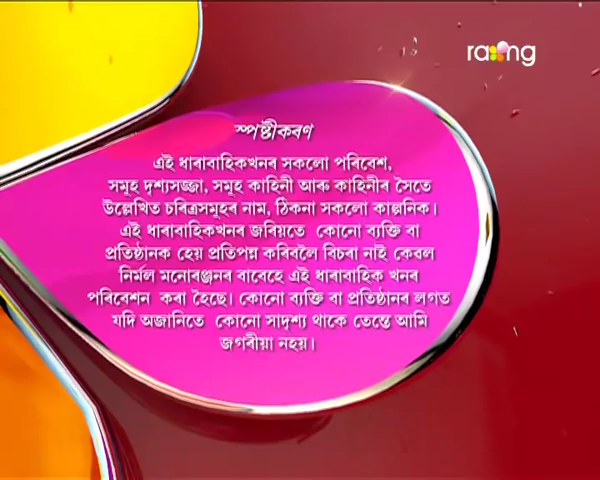 raong
স্পষ্টীকৰণ
এই ধাৰাবাহিকখনৰ সকলো পৰিবেশ,
সমূহ দৃশ্যসজ্জা, সমূহ কাহিনী আৰু কাহিনীৰ সৈতে
উল্লেখিত চৰিত্ৰসমূহৰ নাম, ঠিকনা সকলো কাল্পনিক।
এই ধাৰাবাহিকখনৰ জৰিয়তে কোনো ব্যক্তি বা
প্ৰতিষ্ঠানক হেয় প্ৰতিপন্ন কৰিবলৈ বিচৰা নাই কেৱল
নিৰ্মল মনোৰঞ্জনৰ বাবেহে এই ধাৰাবাহিক খনৰ
পৰিবেশন কৰা হৈছে। কোনো ব্যক্তি বা প্ৰতিষ্ঠানৰ লগত
যদি অজানিতে কোনো সাদৃশ্য থাকে তেন্তে আমি
জগৰীয়া নহয়।